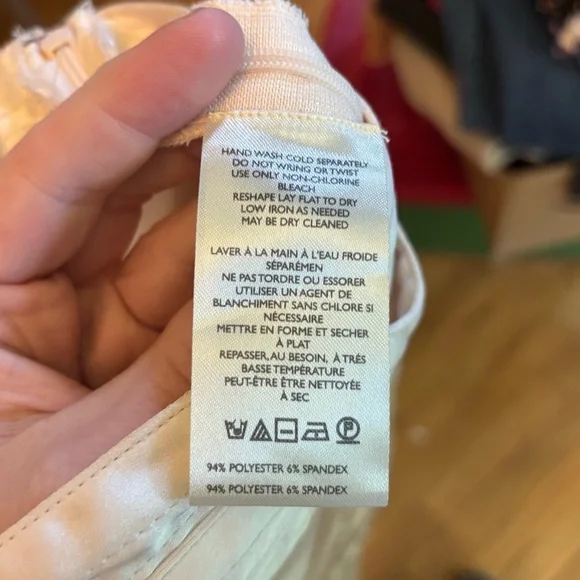 HAND WASH COLD SEPARATELY
DO NOT WRING OR TWIST
USE ONLY NON-CHLORINE
BLEACH
RESHAPE LAY FLAT TO DRY
LOW IRON AS NEEDED
MAY BE DRY CLEANED
LAVER À LA MAIN À L'EAU FROIDE
SÉPARÉMEN
NE PAS TORDRE OU ESSORER
UTILISER UN AGENT DE
BLANCHIMENT SANS CHLORE SI
NÉCESSAIRE
METTRE EN FORME ET SECHER
À PLAT
REPASSER, AU BESOIN, À TRÈS
BASSE TEMPÉRATURE
PEUT-ÊTRE ÊTRE NETTOYÉE
À SEC
P
94% POLYESTER 6% SPANDEX
94% POLYESTER 6% SPANDEX